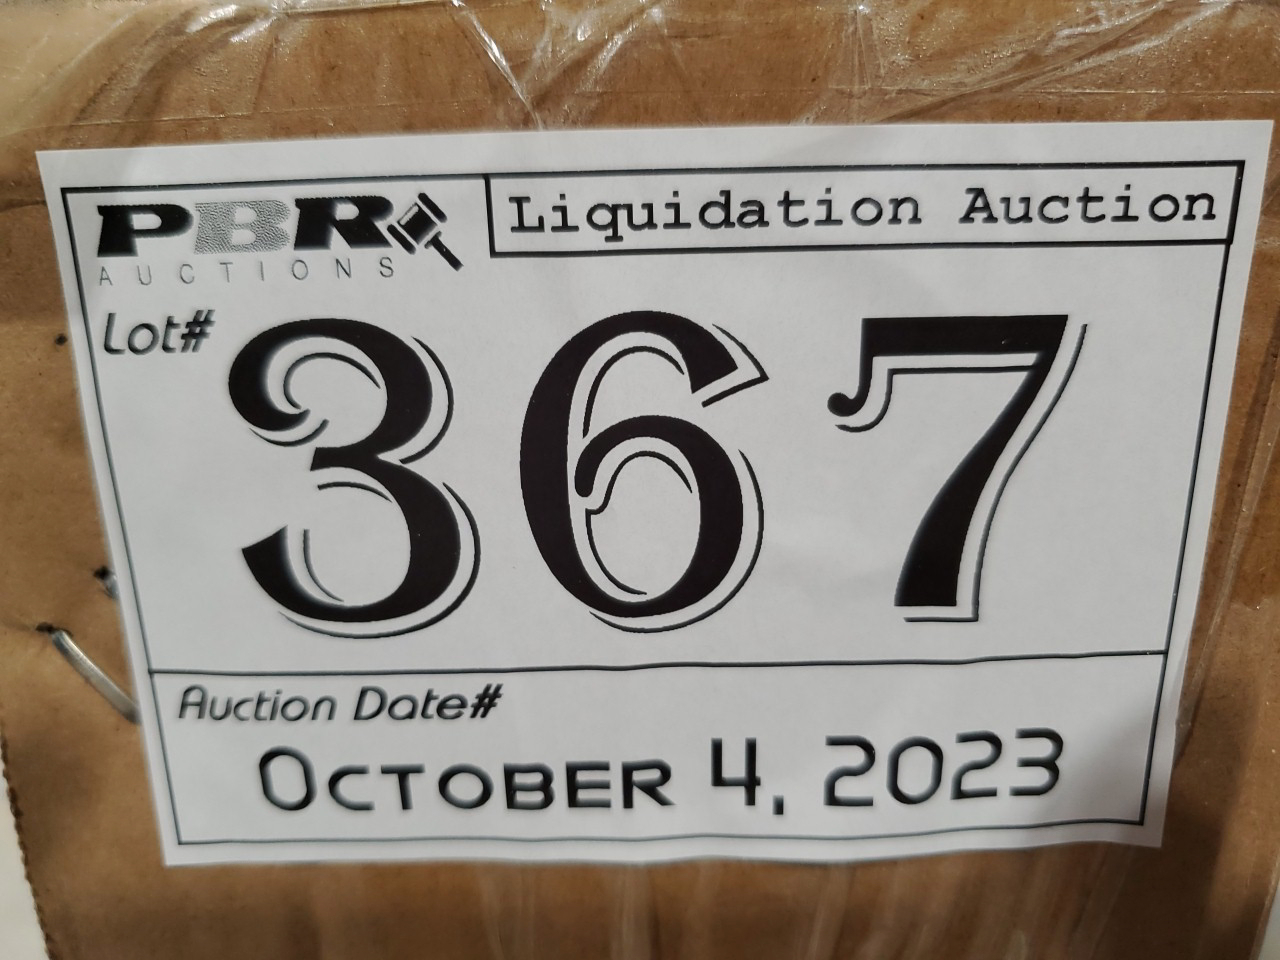 PBR
AUCTIONS
Liquidation Auction
Lot#
367
Auction Date#
OCTOBER 4, 2023